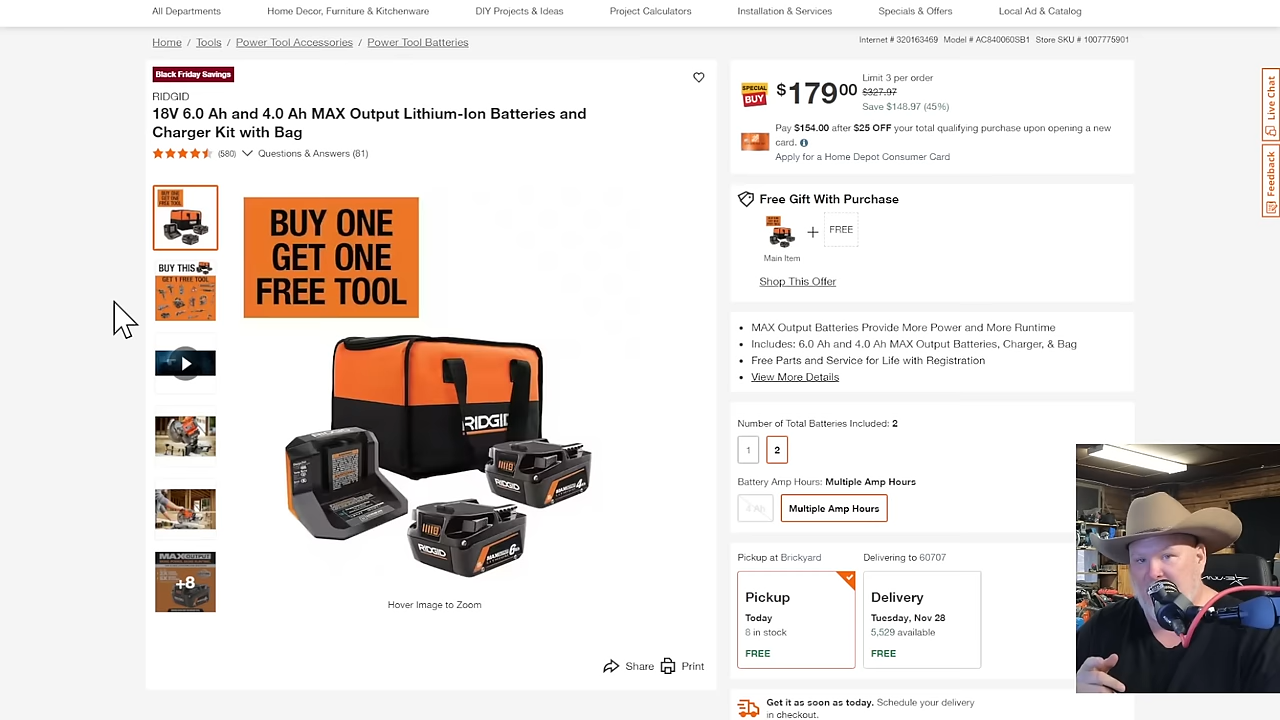 All Departments Home Decor, Furniture & Kitchenware DIY Projects & Ideas Project Calculators Installation & Services Specials & Offers Local Ad & Catalog
Home / Tools / Power Tool Accessories / Power Tool Batteries
Internet # 320163469 Model # AC840060SB1 Store SKU # 1007775901
Black Friday Savings
RIDGID
18V 6.0 Ah and 4.0 Ah MAX Output Lithium-Ion Batteries and
Charger Kit with Bag
(580) Questions & Answers (81)
BUY THIS
GET 1 FREE TOOL
MAX OUTPUT
+8
BUY ONE
GET ONE
FREE TOOL
RIDGID
RIDGID
RIDGID
Hover Image to Zoom
Share Print
SPECIAL
BUY
$179.00
Limit 3 per order
$327.97
Save $148.97 (45%)
Pay $154.00 after $25 OFF your total qualifying purchase upon opening a new
card.
Apply for a Home Depot Consumer Card
Free Gift With Purchase
+ FREE
Main Item
Shop This Offer
• MAX Output Batteries Provide More Power and More Runtime
• Includes: 6.0 Ah and 4.0 Ah MAX Output Batteries, Charger, & Bag
• Free Parts and Service for Life with Registration
• View More Details
Number of Total Batteries Included: 2
1 2
Battery Amp Hours: Multiple Amp Hours
4 Ah Multiple Amp Hours
Pickup at Brickyard Delivering to 60707
Pickup
Today
8 in stock
FREE
Delivery
Tuesday, Nov 28
5,529 available
FREE
Get it as soon as today. Schedule your delivery
in checkout.
Live Chat
Feedback